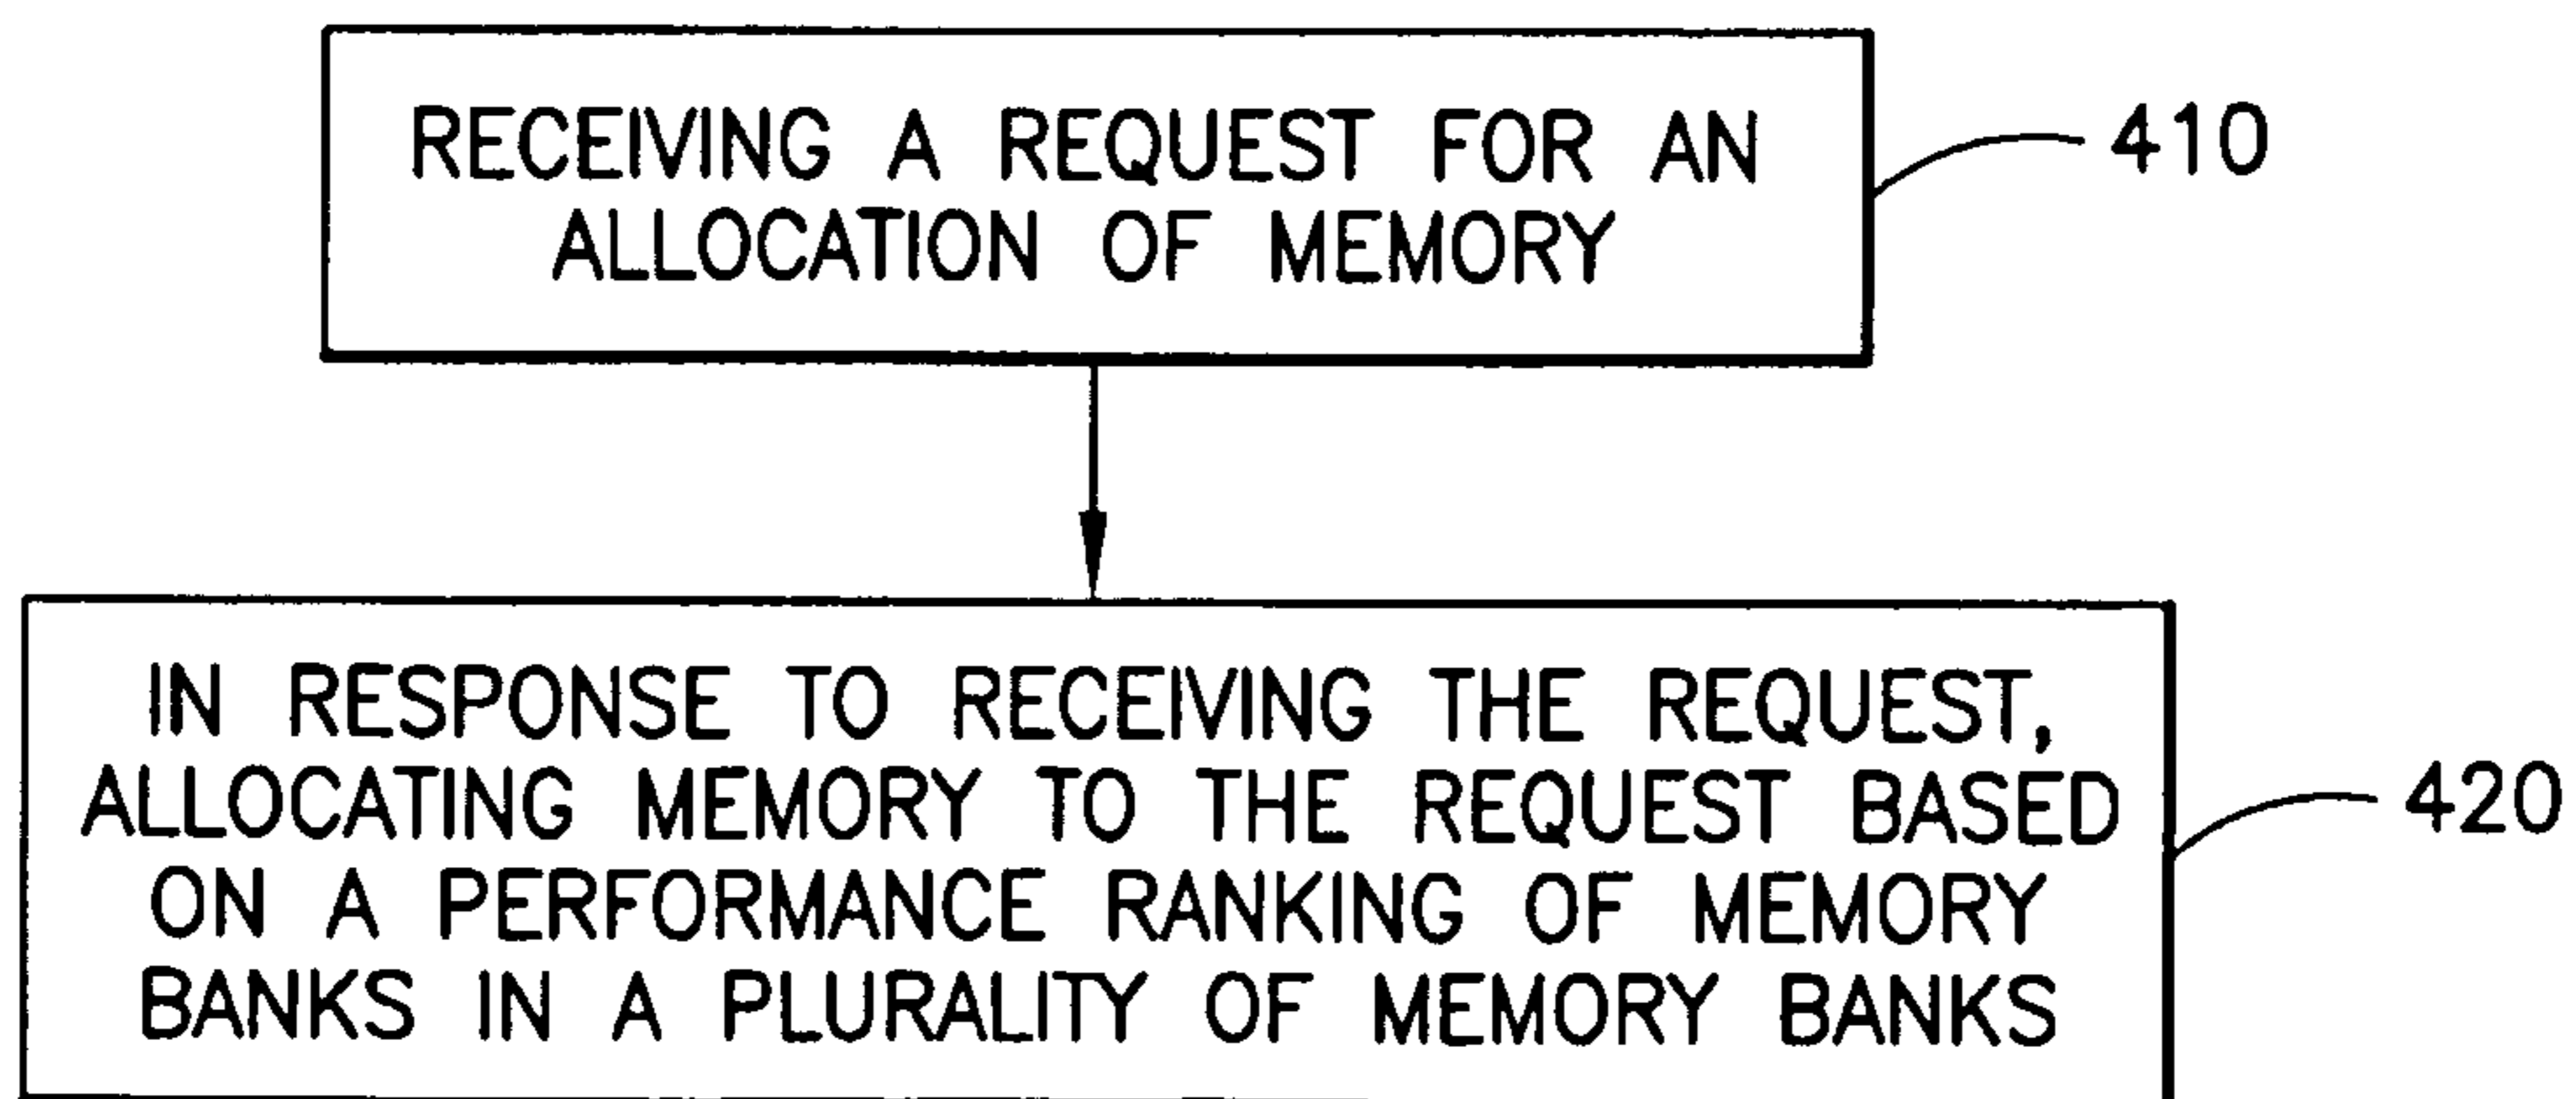 RECEIVING A REQUEST FOR AN
ALLOCATION OF MEMORY
410
IN RESPONSE TO RECEIVING THE REQUEST,
ALLOCATING MEMORY TO THE REQUEST BASED
ON A PERFORMANCE RANKING OF MEMORY
BANKS IN A PLURALITY OF MEMORY BANKS
420